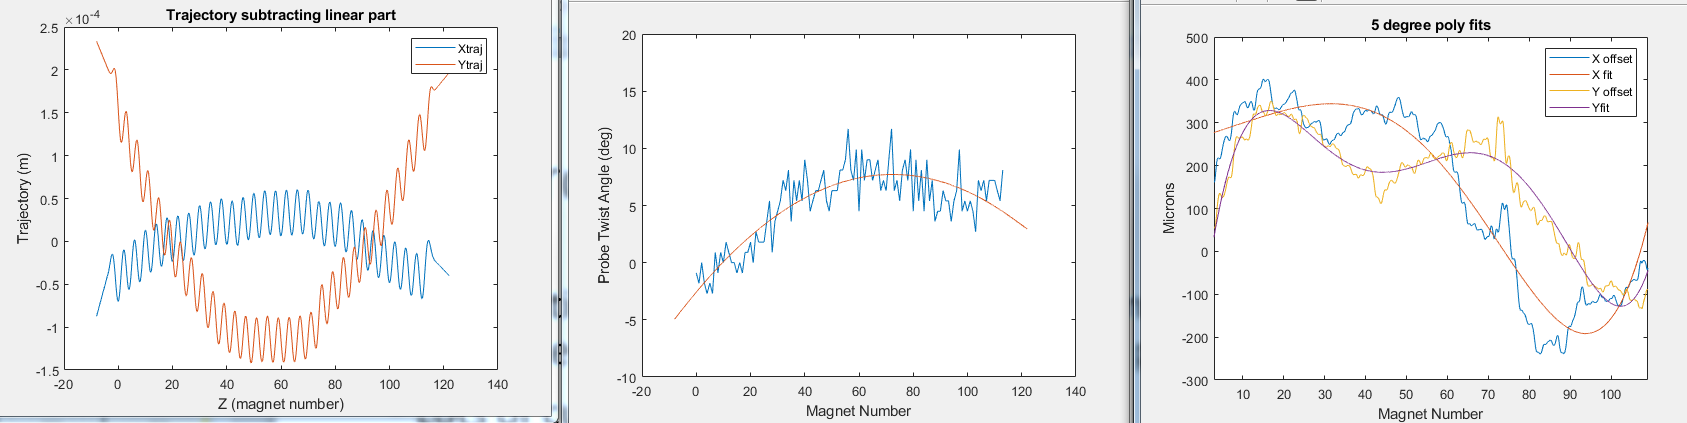 Trajectory subtracting linear part
×10-4
2.5
2
1.5
1
0.5
0
-0.5
-1
-1.5
Trajectory (m)
Xtraj
Ytraj
-20 0 20 40 60 80 100 120 140
Z (magnet number)
20
15
10
5
0
-5
-10
Probe Twist Angle (deg)
-20 0 20 40 60 80 100 120 140
Magnet Number
5 degree poly fits
500
400
300
200
100
0
-100
-200
-300
Microns
X offset
X fit
Y offset
Yfit
10 20 30 40 50 60 70 80 90 100
Magnet Number